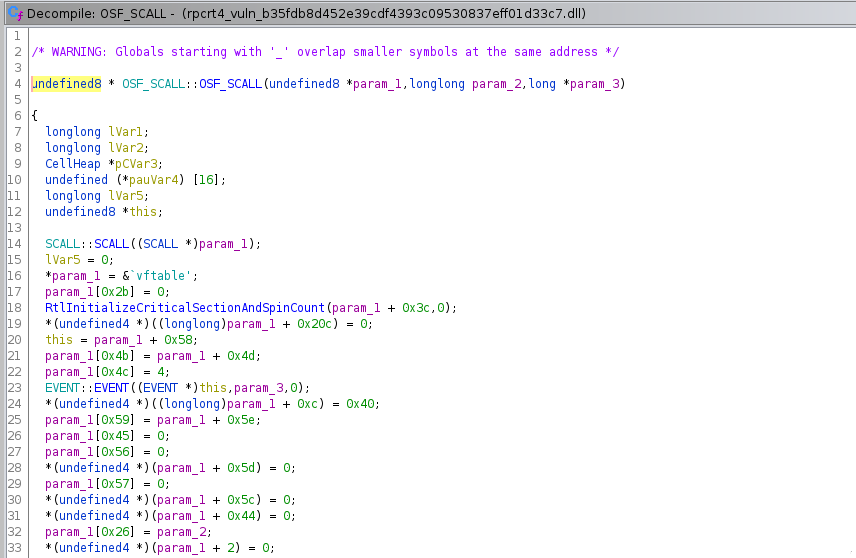 Decompile: OSF_SCALL - (rpcrt4_vuln_b35fdb8d452e39cdf4393c09530837eff01d33c7.dll)
1
2 /* WARNING: Globals starting with '_' overlap smaller symbols at the same address */
3
4 undefined8 * OSF_SCALL::OSF_SCALL(undefined8 *param_1,longlong param_2,long *param_3)
5
6 {
7 longlong lVar1;
8 longlong lVar2;
9 CellHeap *pCVar3;
10 undefined (*pauVar4) [16];
11 longlong lVar5;
12 undefined8 *this;
13
14 SCALL::SCALL((SCALL *)param_1);
15 lVar5 = 0;
16 *param_1 = &`vftable';
17 param_1[0x2b] = 0;
18 RtlInitializeCriticalSectionAndSpinCount(param_1 + 0x3c,0);
19 *(undefined4 *)((longlong)param_1 + 0x20c) = 0;
20 this = param_1 + 0x58;
21 param_1[0x4b] = param_1 + 0x4d;
22 param_1[0x4c] = 4;
23 EVENT::EVENT((EVENT *)this,param_3,0);
24 *(undefined4 *)((longlong)param_1 + 0xc) = 0x40;
25 param_1[0x59] = param_1 + 0x5e;
26 param_1[0x45] = 0;
27 param_1[0x56] = 0;
28 *(undefined4 *)(param_1 + 0x5d) = 0;
29 param_1[0x57] = 0;
30 *(undefined4 *)(param_1 + 0x5c) = 0;
31 *(undefined4 *)(param_1 + 0x44) = 0;
32 param_1[0x26] = param_2;
33 *(undefined4 *)(param_1 + 2) = 0;